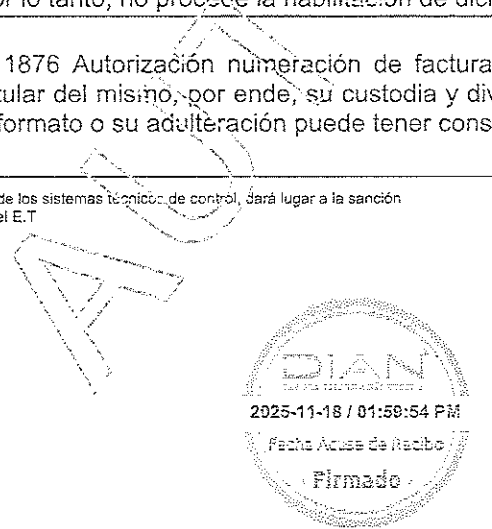 or lo tanto, no procede la habilitación de dich
1876 Autorización numeración de factura
tular del mismo, por ende, su custodia y div
formato o su adulteración puede tener cons
de los sistemas técnicos de control, dará lugar a la sanción
el E.T
DIAN
2025-11-18 / 01:59:54 PM
Fecha Acuse de Recibo
Firmado